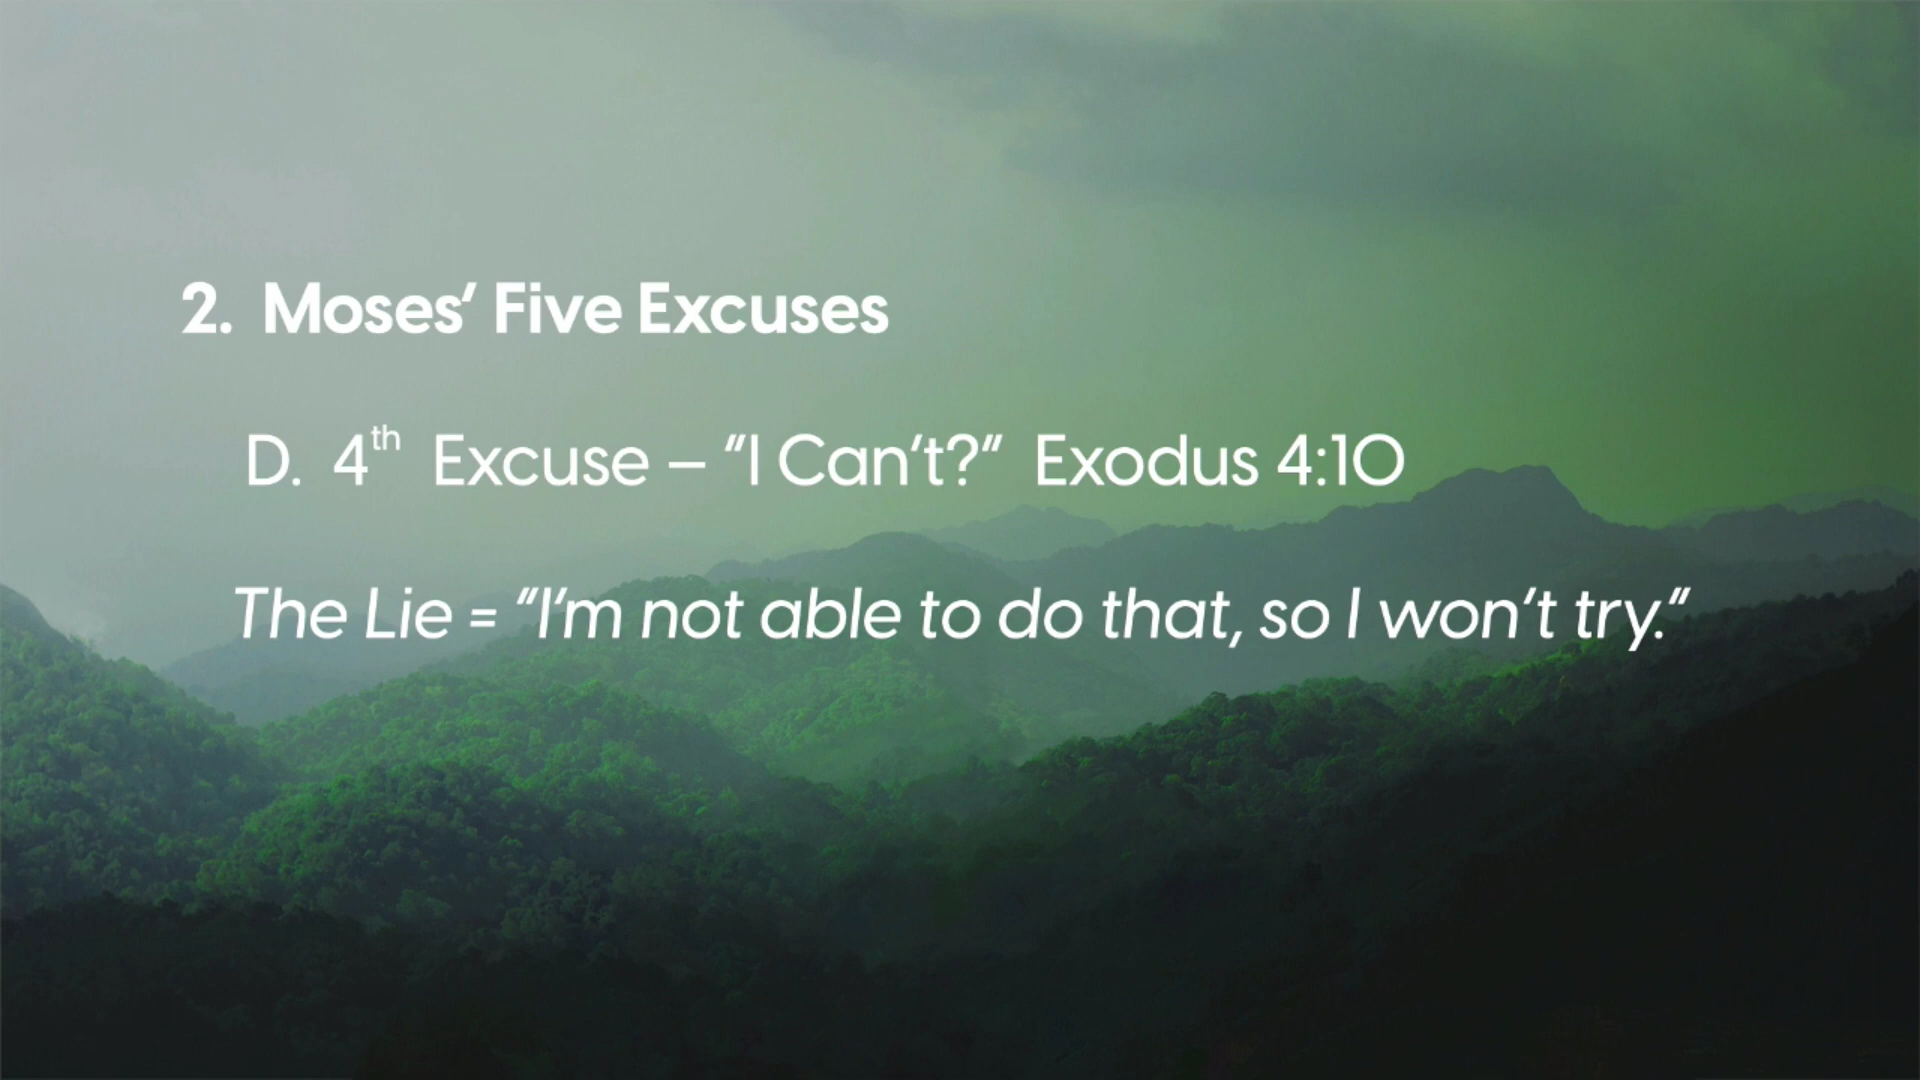 2. Moses’ Five Excuses
D. 4th Excuse – "I Can't?" Exodus 4:10
The Lie = "I'm not able to do that, so I won't try."